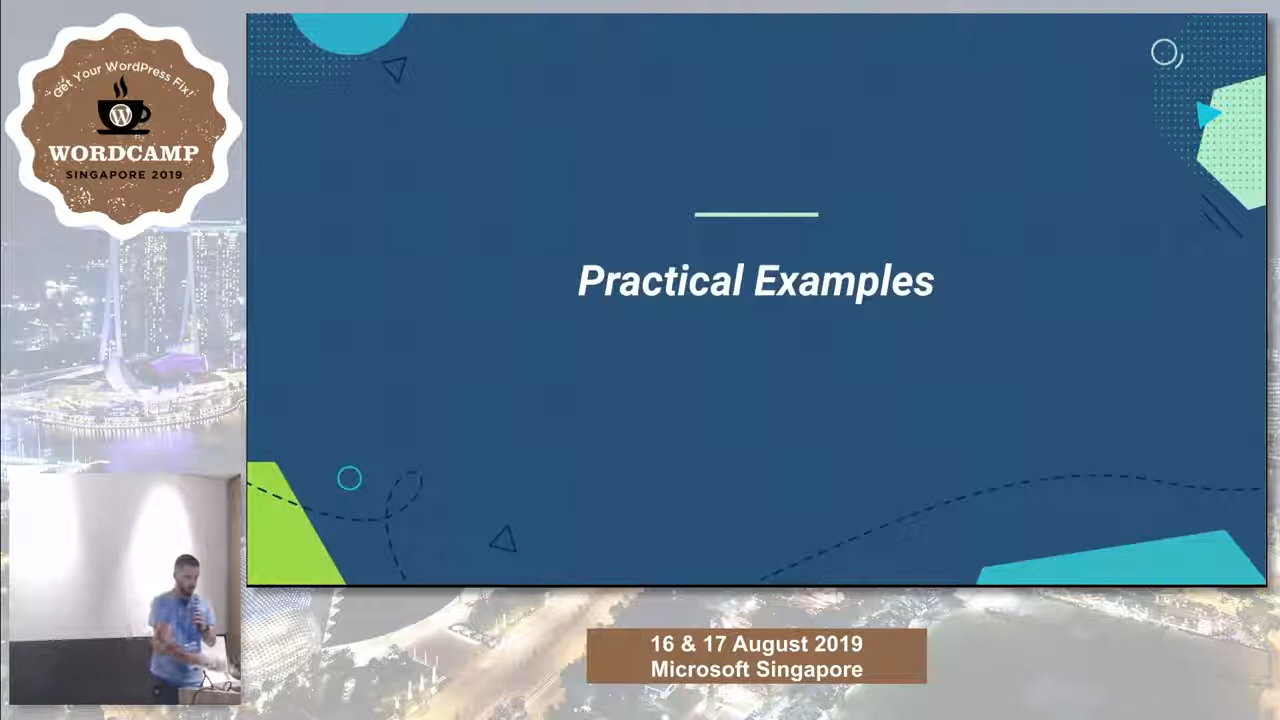 Get Your WordPress Fix!
WORDCAMP
SINGAPORE 2019
Practical Examples
16 & 17 August 2019
Microsoft Singapore